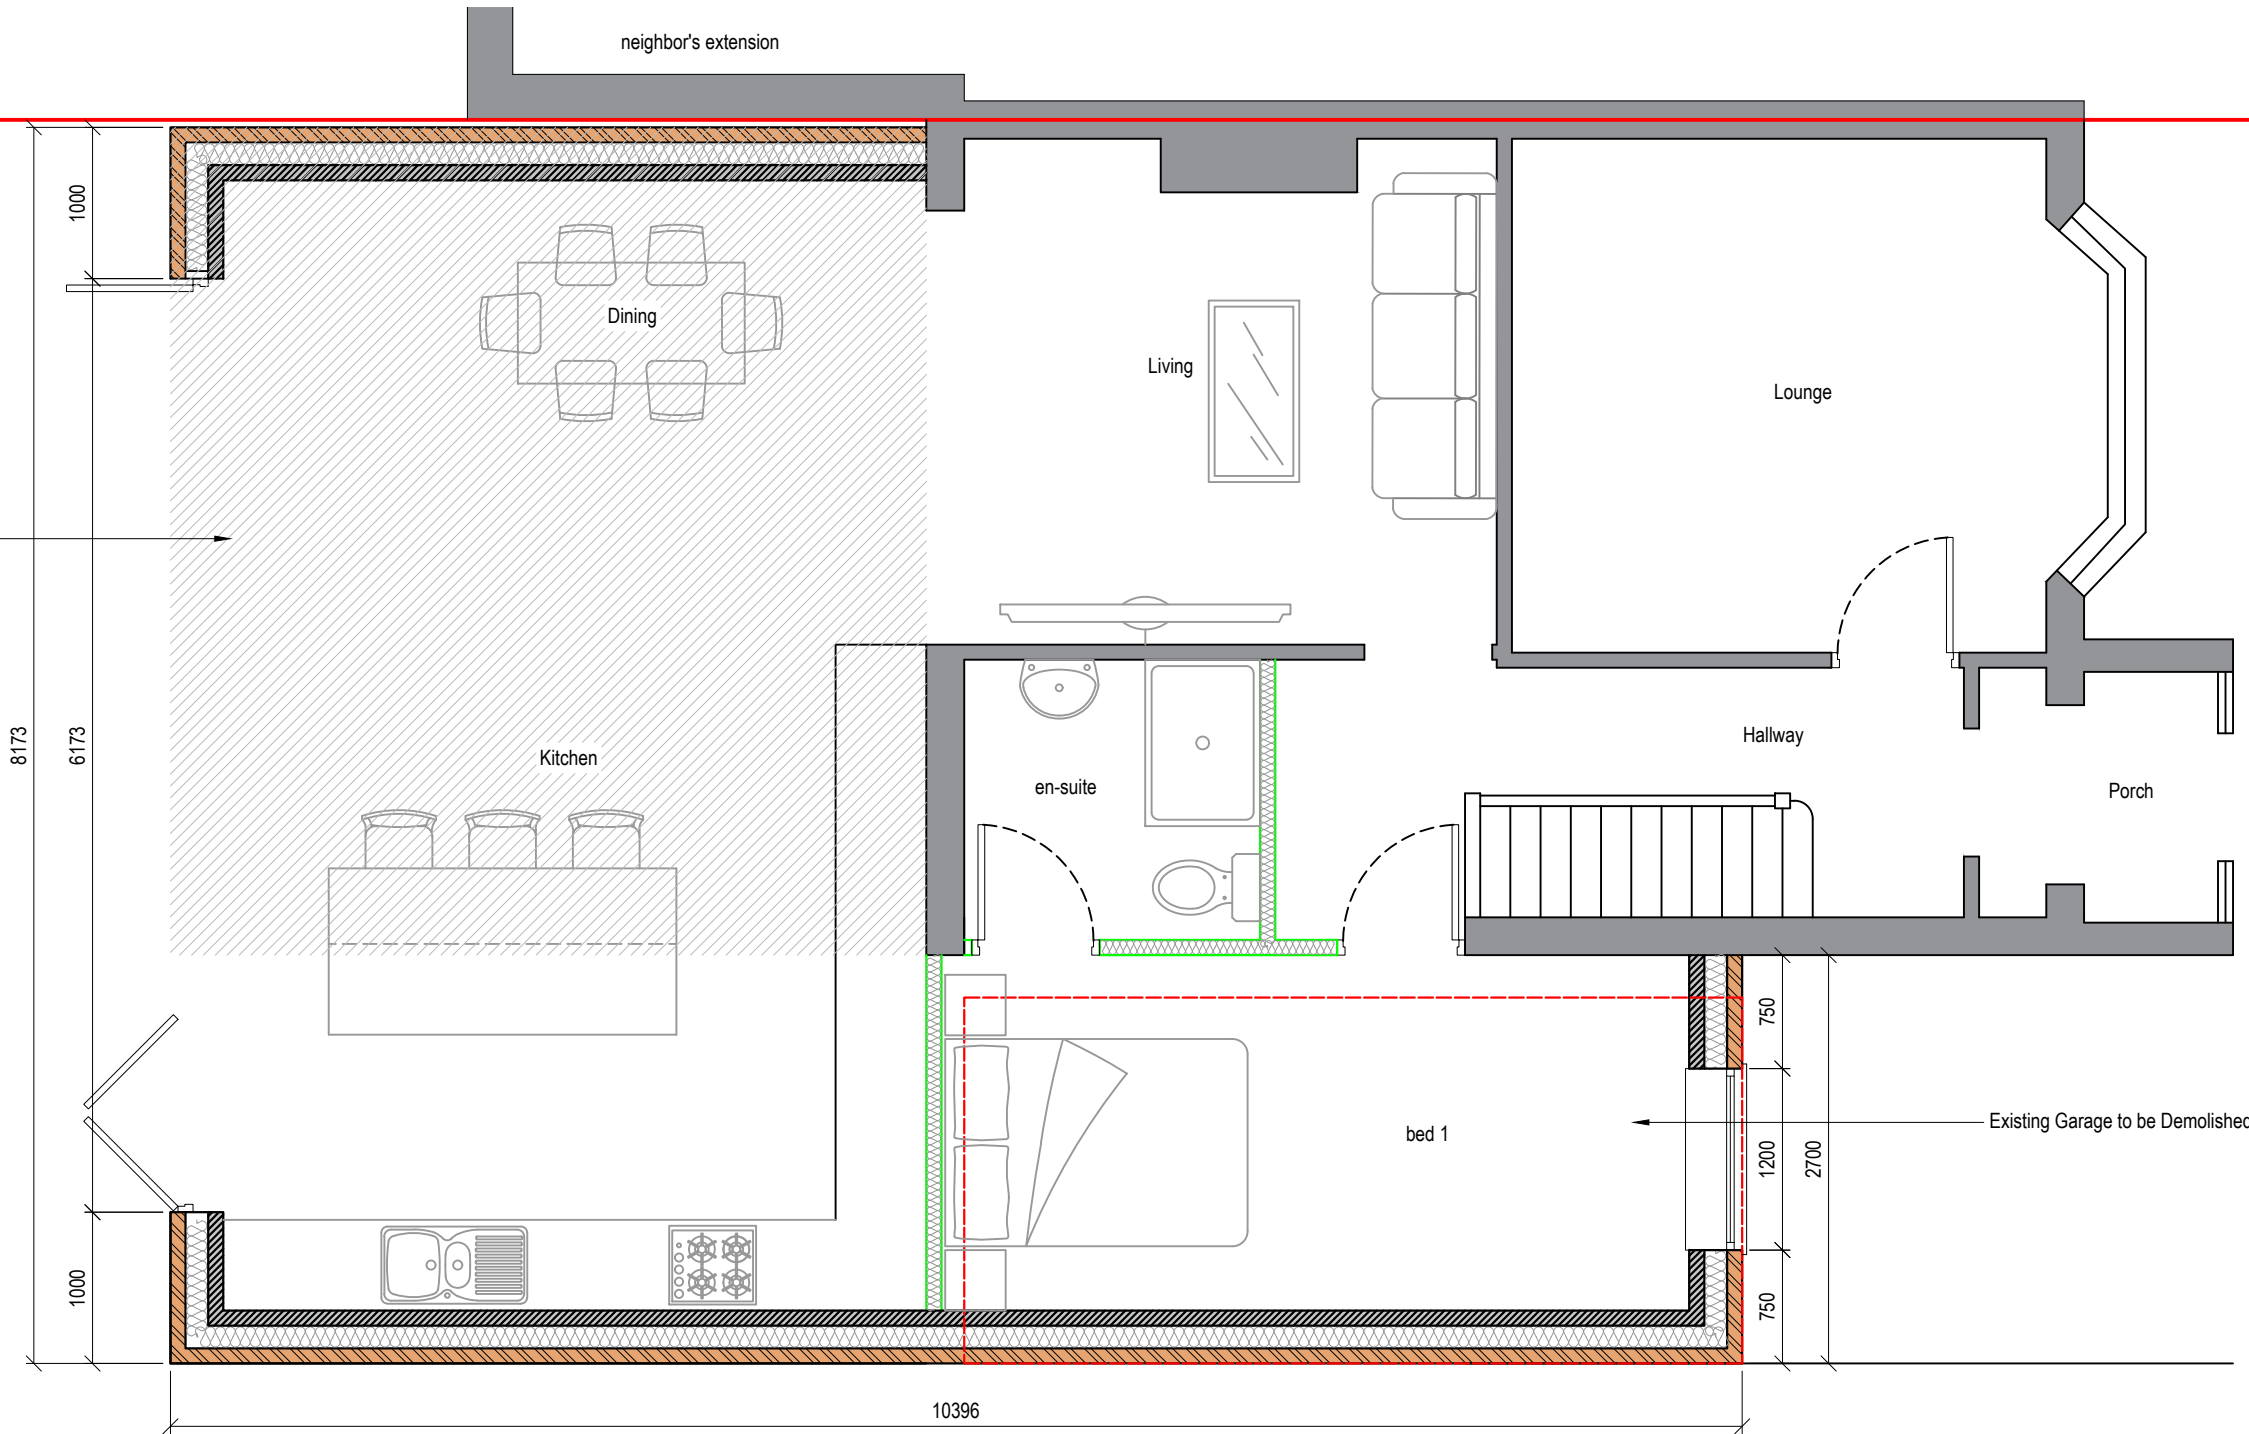 neighbor's extension
1000
Dining
Living
Lounge
8173
6173
Kitchen
Hallway
en-suite
Porch
750
bed 1
Existing Garage to be Demolished
1200
2700
1000
750
10396